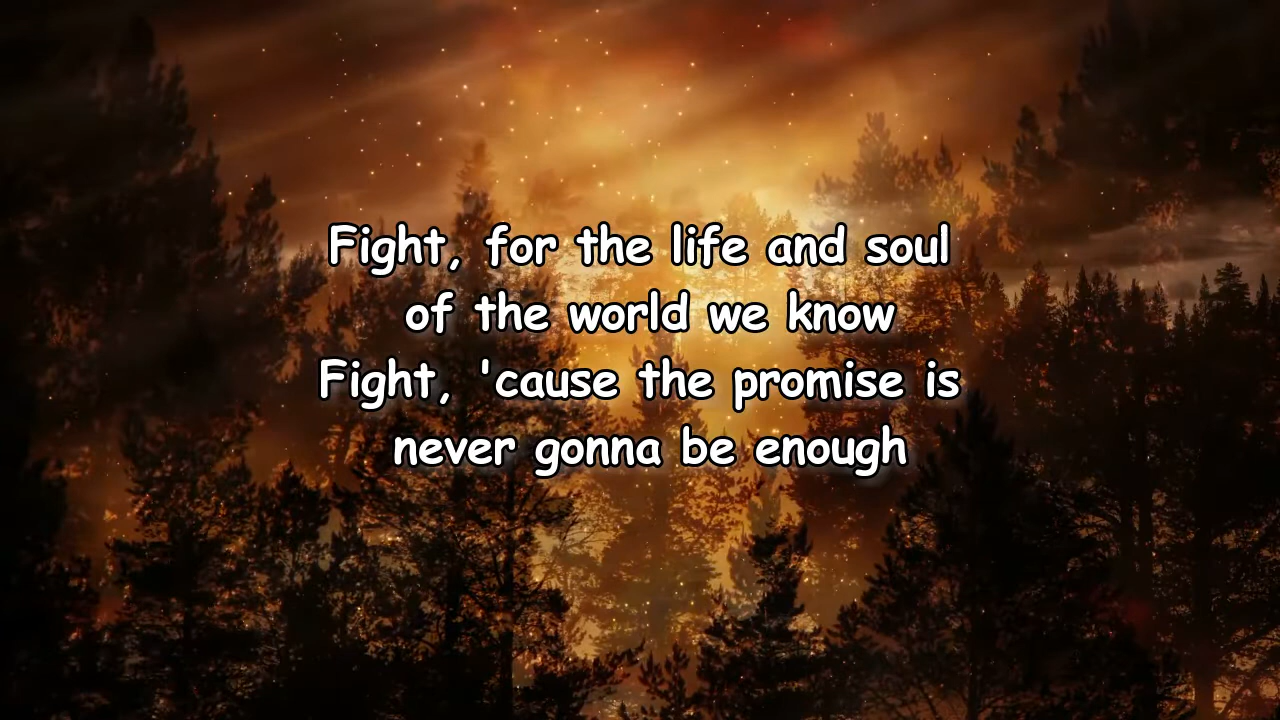 Fight, for the life and soul
of the world we know
Fight, 'cause the promise is
never gonna be enough